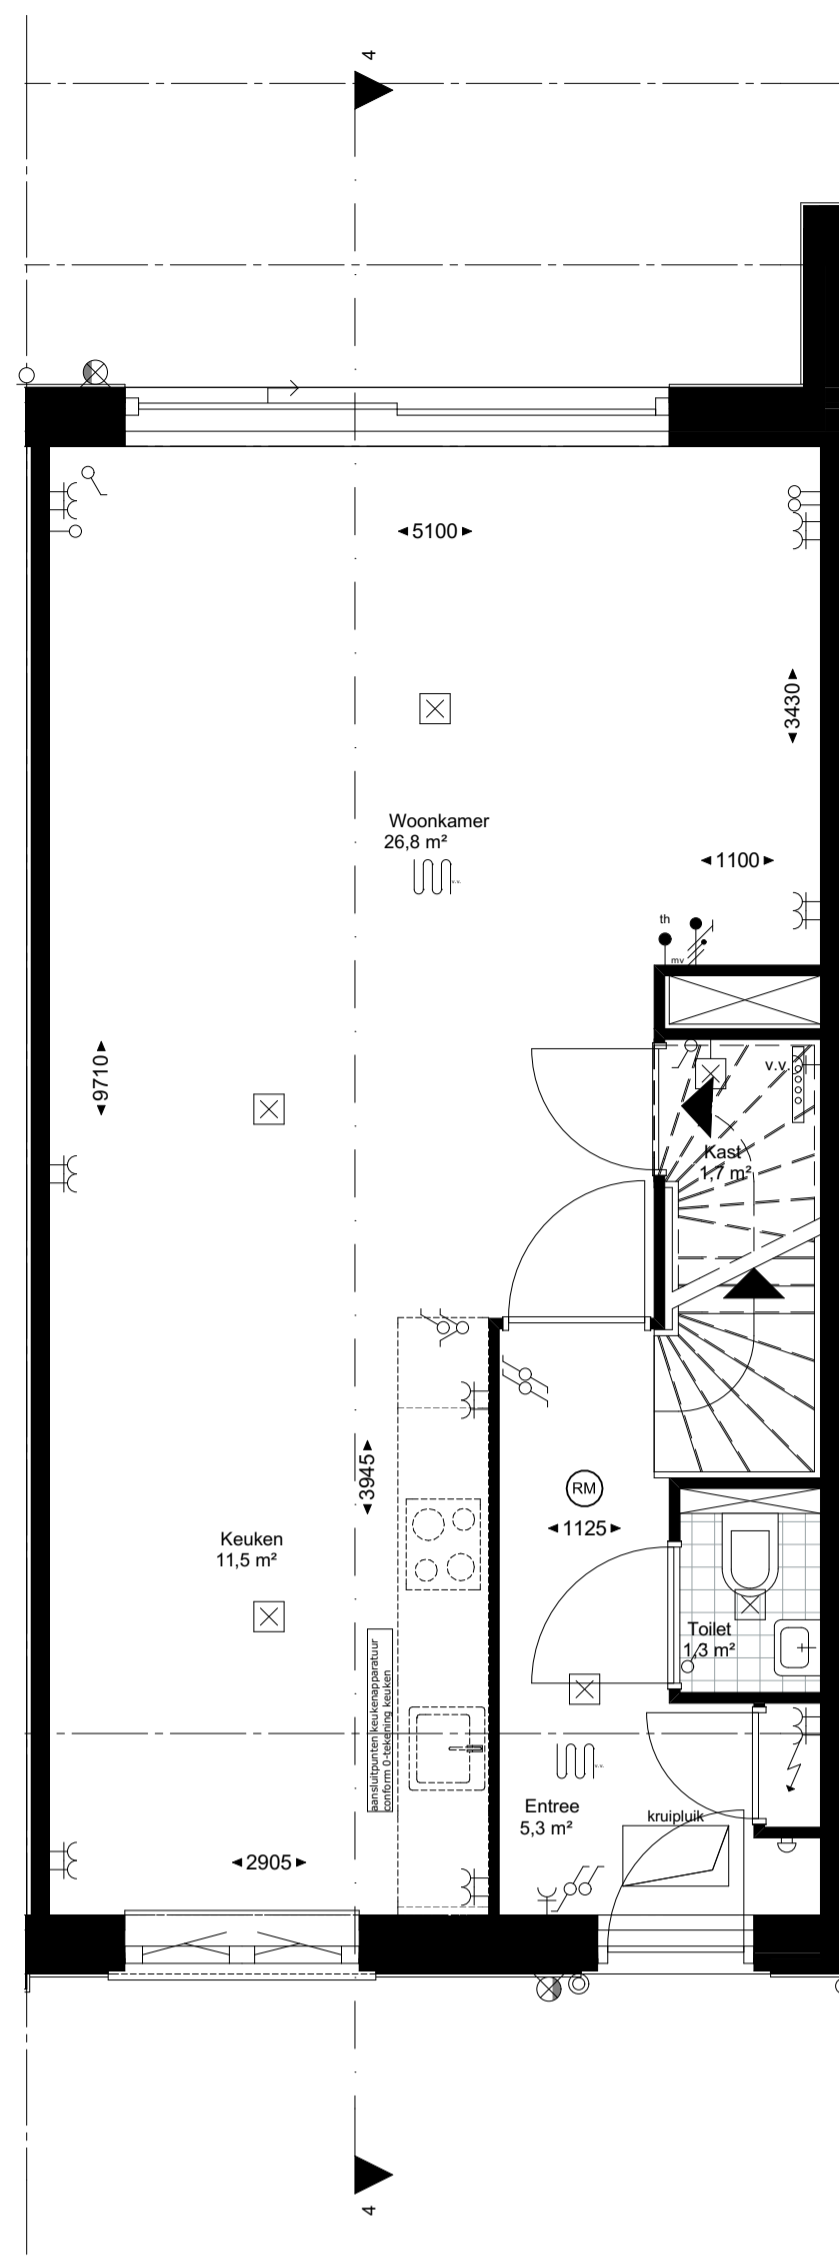 4
5100
3430
Woonkamer
26,8 m²
v.v.
1100
th
mv
9710
v.v.
Kast
1,7 m²
3945
RM
1125
Keuken
11,5 m²
Toilet
1,3 m²
aansluitpunten keukenapparatuur
conform 0-tekening keuken
v.v.
Entree
5,3 m²
kruipluik
2905
4